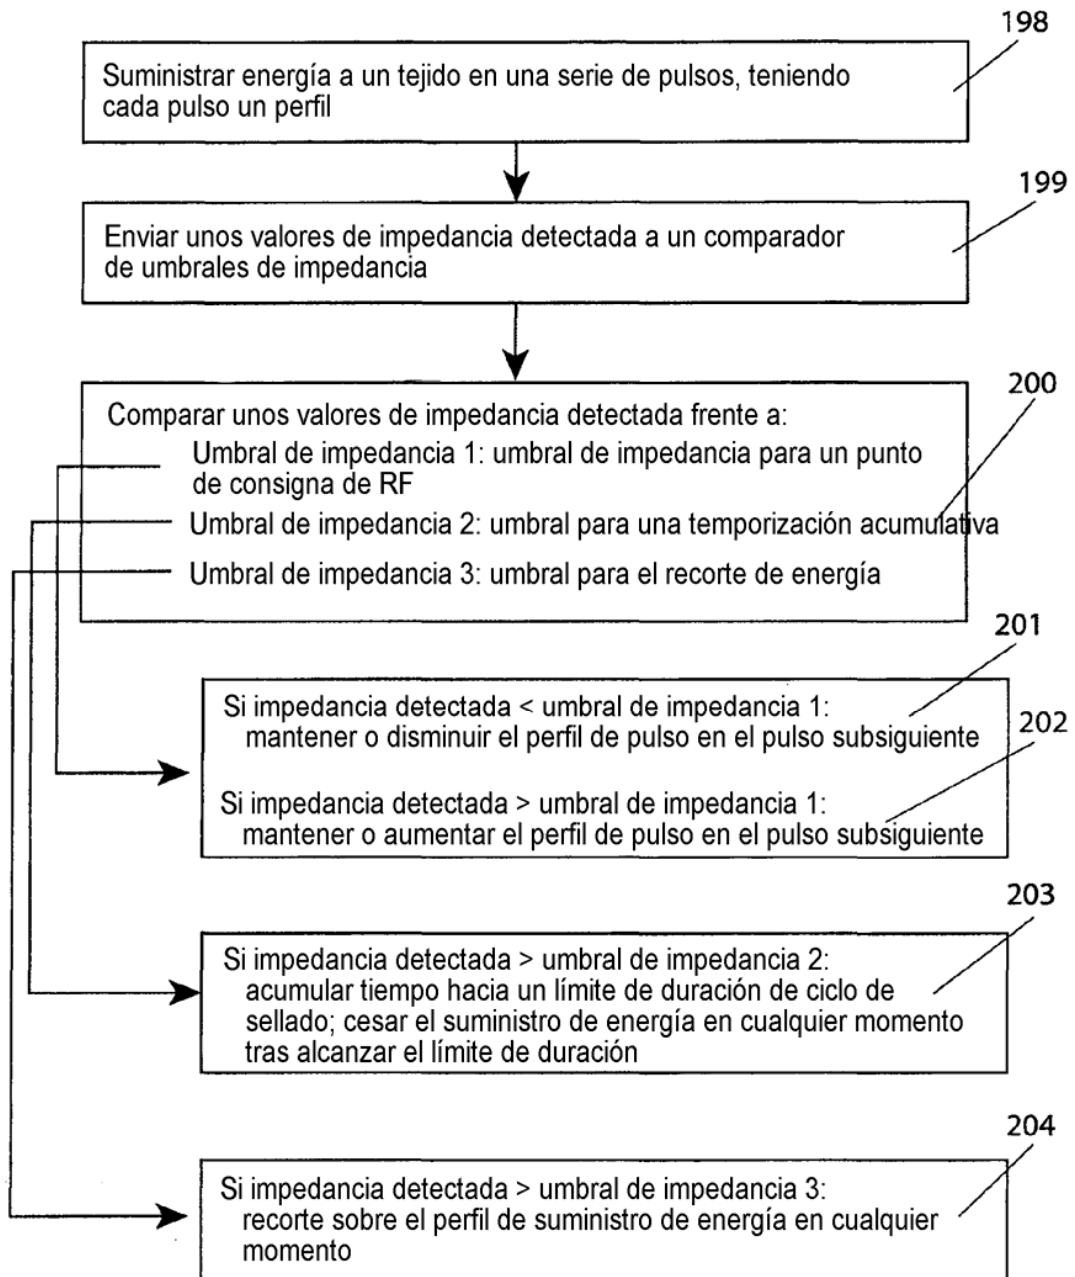 198
Suministrar energía a un tejido en una serie de pulsos, teniendo
cada pulso un perfil
199
Enviar unos valores de impedancia detectada a un comparador
de umbrales de impedancia
200
Comparar unos valores de impedancia detectada frente a:
Umbral de impedancia 1: umbral de impedancia para un punto
de consigna de RF
Umbral de impedancia 2: umbral para una temporización acumulativa
Umbral de impedancia 3: umbral para el recorte de energía
201
Si impedancia detectada < umbral de impedancia 1:
mantener o disminuir el perfil de pulso en el pulso subsiguiente
202
Si impedancia detectada > umbral de impedancia 1:
mantener o aumentar el perfil de pulso en el pulso subsiguiente
203
Si impedancia detectada > umbral de impedancia 2:
acumular tiempo hacia un límite de duración de ciclo de
sellado; cesar el suministro de energía en cualquier momento
tras alcanzar el límite de duración
204
Si impedancia detectada > umbral de impedancia 3:
recorte sobre el perfil de suministro de energía en cualquier
momento